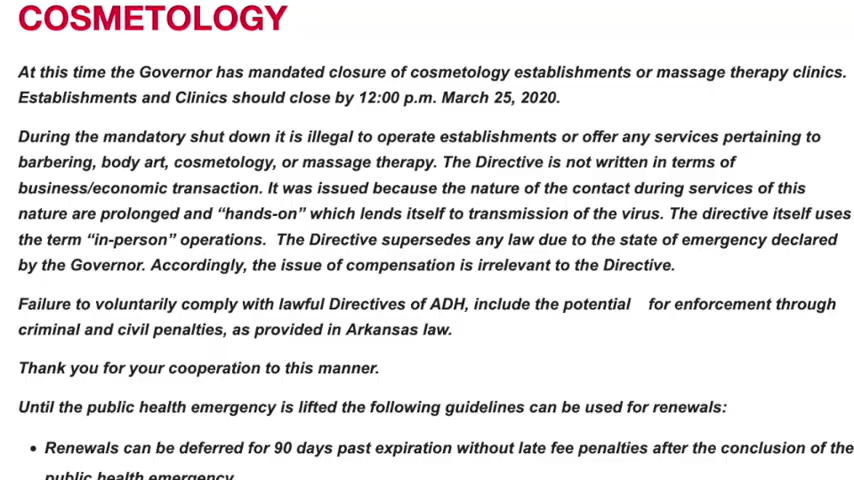 COSMETOLOGY
At this time the Governor has mandated closure of cosmetology establishments or massage therapy clinics.
Establishments and Clinics should close by 12:00 p.m. March 25, 2020.
During the mandatory shut down it is illegal to operate establishments or offer any services pertaining to
barbering, body art, cosmetology, or massage therapy. The Directive is not written in terms of
business/economic transaction. It was issued because the nature of the contact during services of this
nature are prolonged and “hands-on” which lends itself to transmission of the virus. The directive itself uses
the term “in-person” operations. The Directive supersedes any law due to the state of emergency declared
by the Governor. Accordingly, the issue of compensation is irrelevant to the Directive.
Failure to voluntarily comply with lawful Directives of ADH, include the potential for enforcement through
criminal and civil penalties, as provided in Arkansas law.
Thank you for your cooperation to this manner.
Until the public health emergency is lifted the following guidelines can be used for renewals:
• Renewals can be deferred for 90 days past expiration without late fee penalties after the conclusion of the
public health emergency